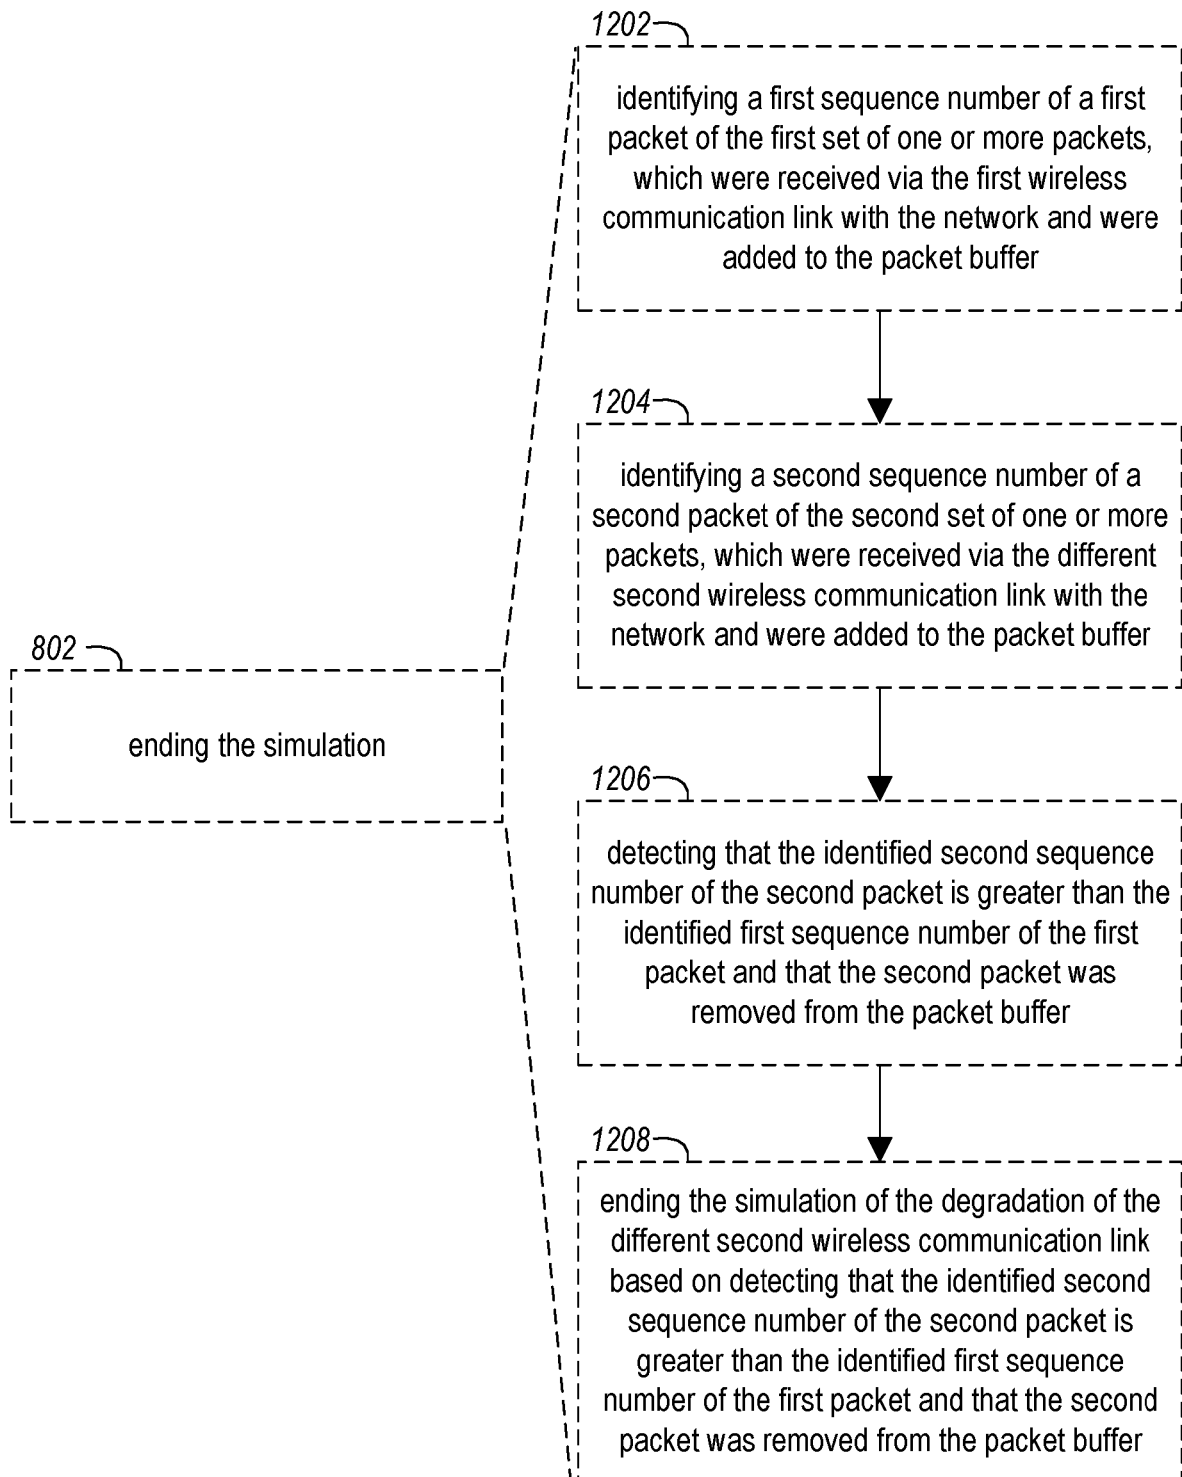 1202
identifying a first sequence number of a first
packet of the first set of one or more packets,
which were received via the first wireless
communication link with the network and were
added to the packet buffer
1204
identifying a second sequence number of a
second packet of the second set of one or more
packets, which were received via the different
second wireless communication link with the
network and were added to the packet buffer
802
ending the simulation
1206
detecting that the identified second sequence
number of the second packet is greater than the
identified first sequence number of the first
packet and that the second packet was
removed from the packet buffer
1208
ending the simulation of the degradation of the
different second wireless communication link
based on detecting that the identified second
sequence number of the second packet is
greater than the identified first sequence
number of the first packet and that the second
packet was removed from the packet buffer